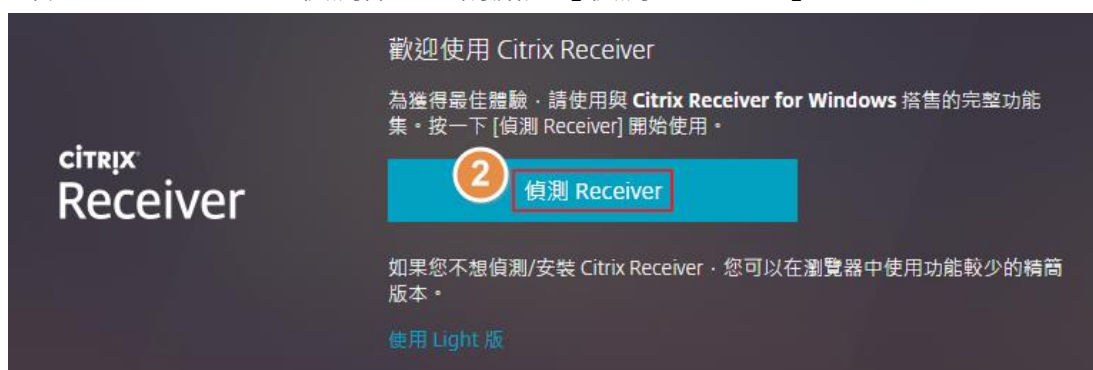 歡迎使用 Citrix Receiver
為獲得最佳體驗,請使用與 Citrix Receiver for Windows 搭售的完整功能
集。按一下 [偵測 Receiver] 開始使用。
CİTRIX
Receiver
2
偵測 Receiver
如果您不想偵測/安裝 Citrix Receiver,您可以在瀏覽器中使用功能較少的精簡
版本。
使用 Light 版